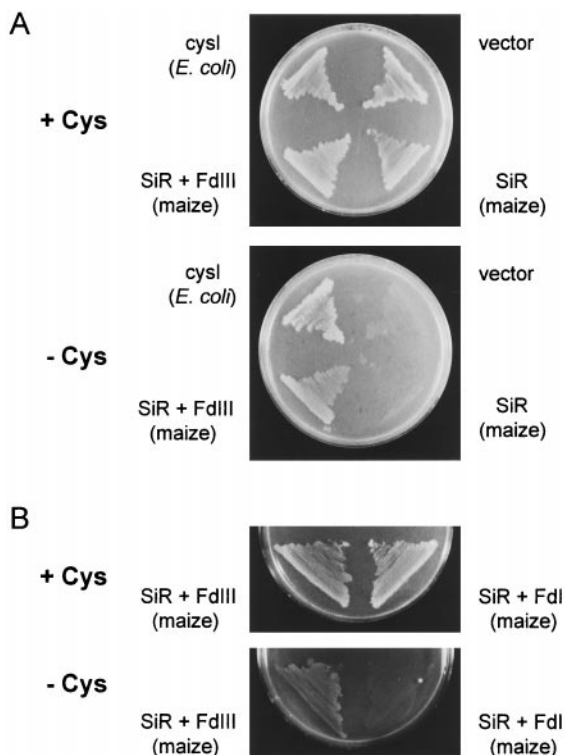 A
cysI
(E. coli)
vector
+ Cys
SiR + FdIII
(maize)
SiR
(maize)
cysI
(E. coli)
vector
- Cys
SiR + FdIII
(maize)
SiR
(maize)
B
+ Cys
SiR + FdIII
(maize)
SiR + FdI
(maize)
- Cys
SiR + FdIII
(maize)
SiR + FdI
(maize)